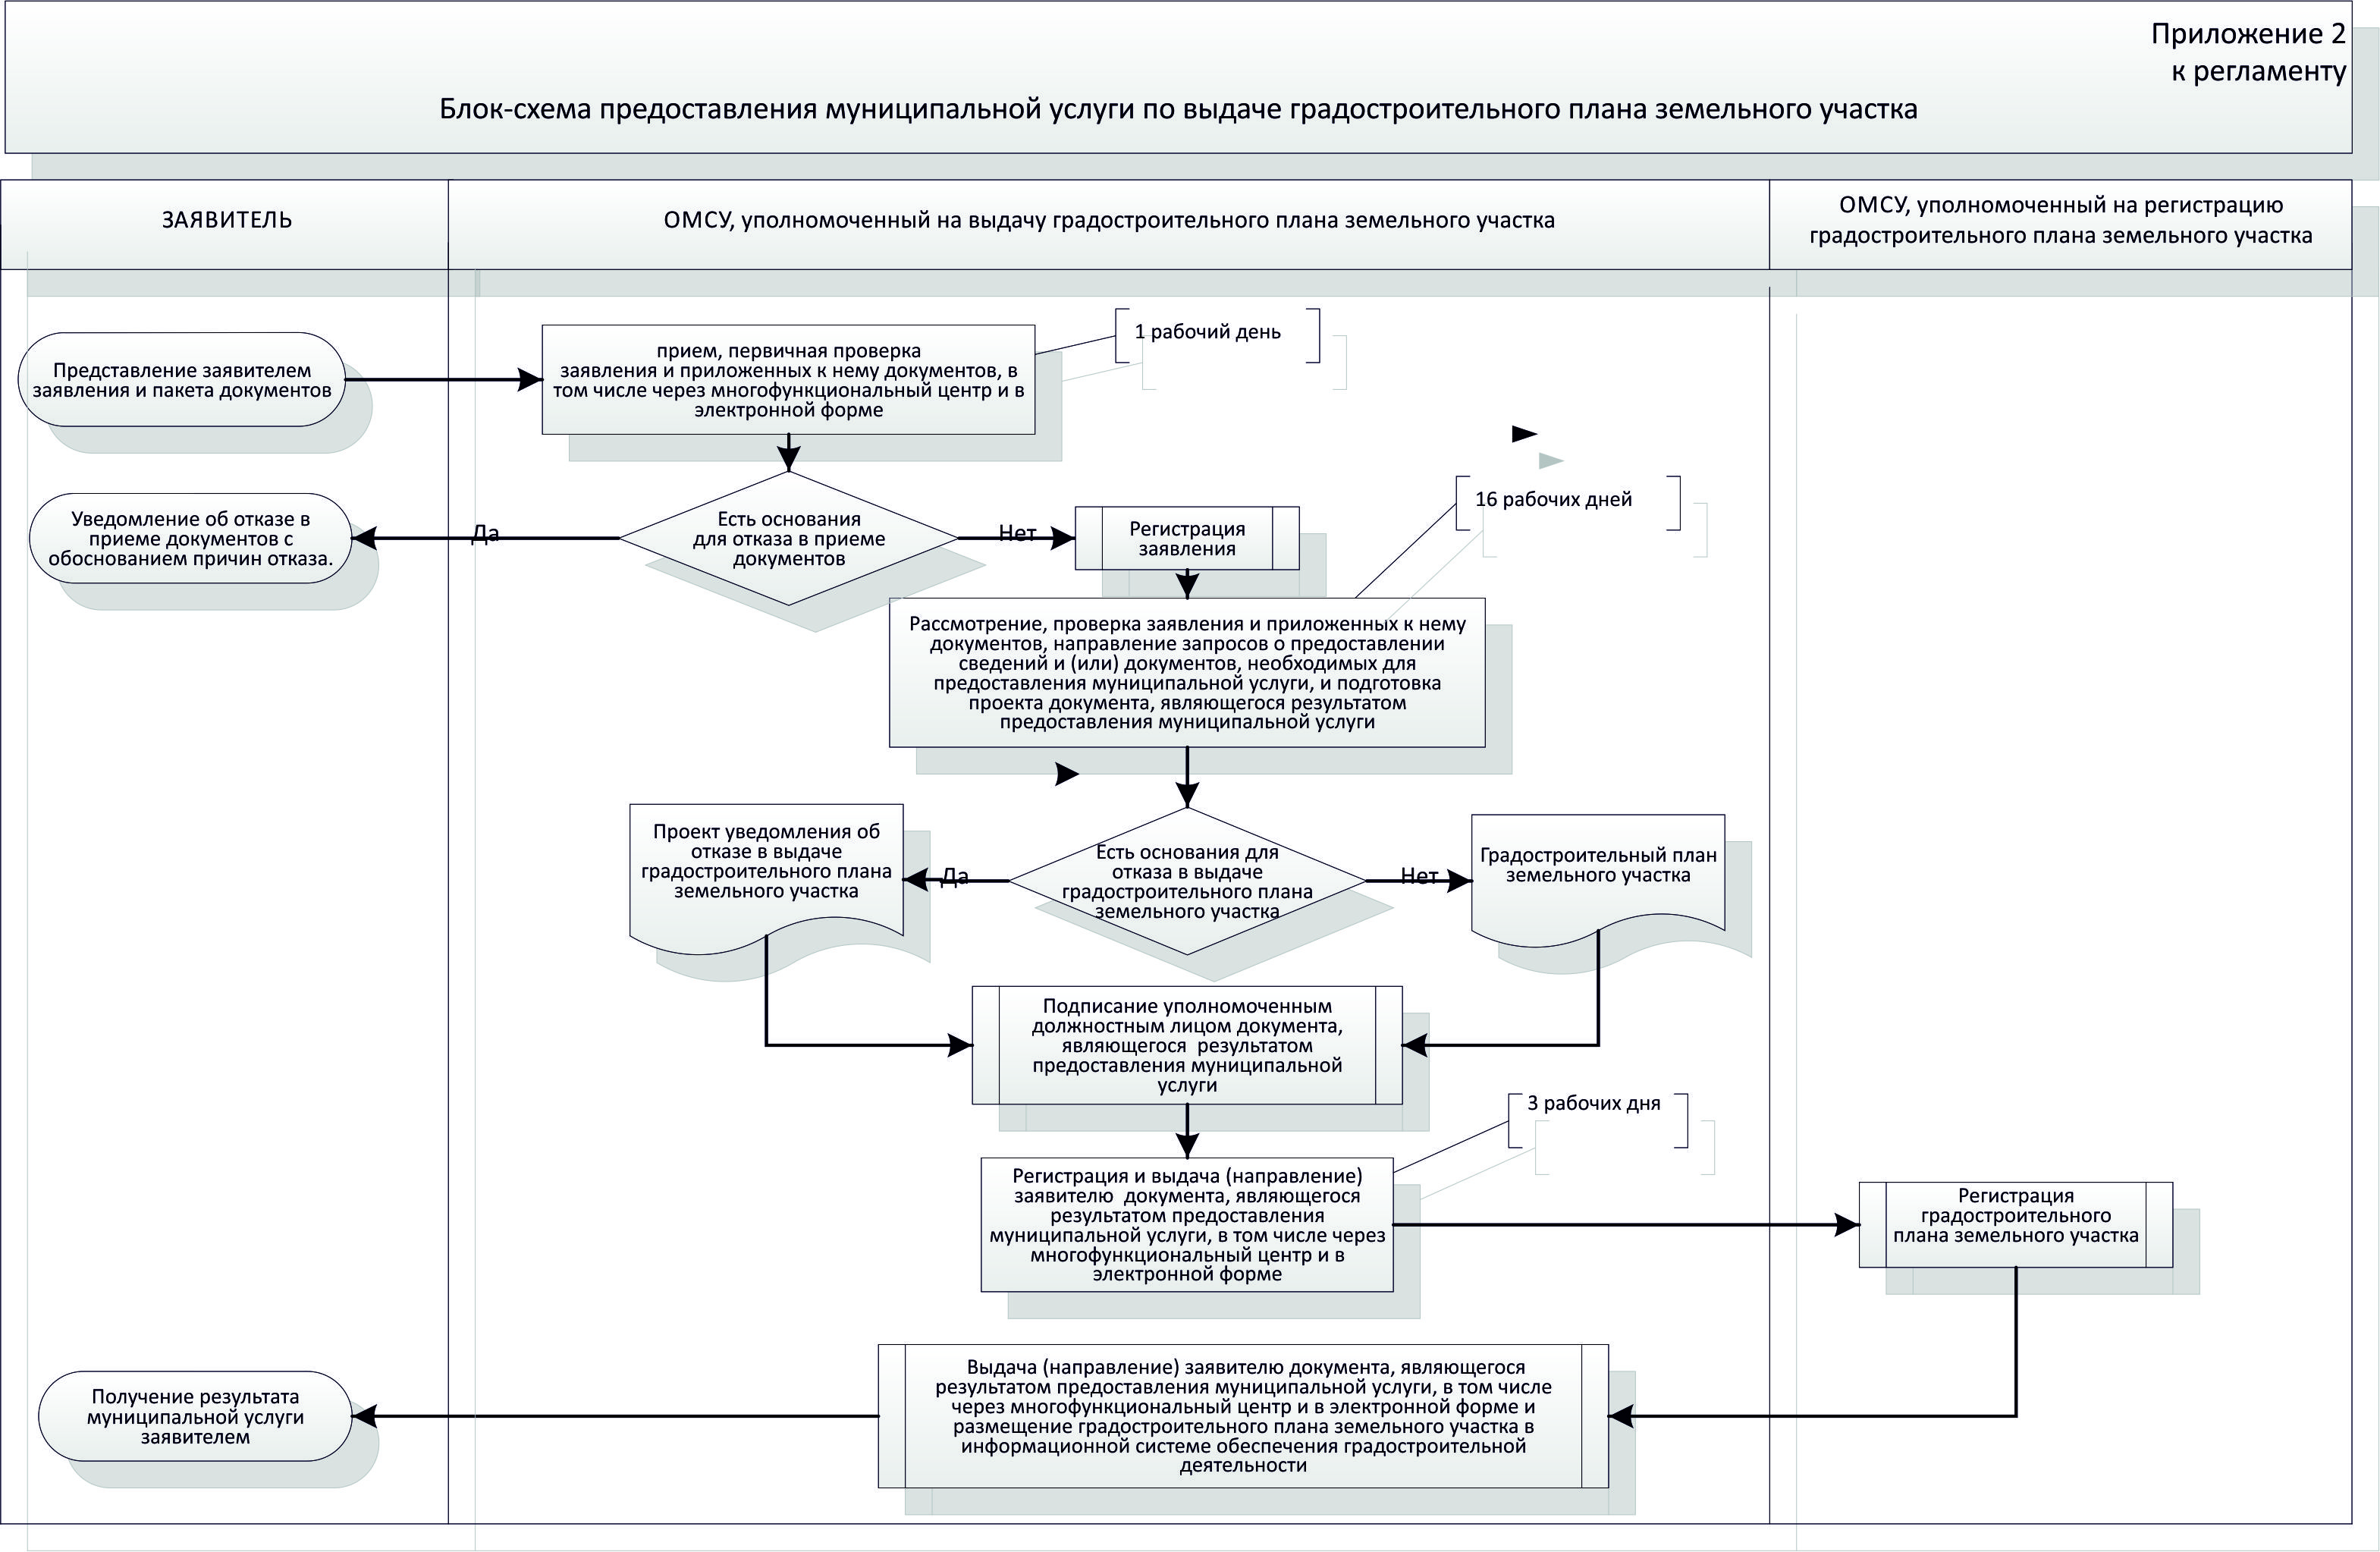 Приложение 2
к регламенту
Блок-схема предоставления муниципальной услуги по выдаче градостроительного плана земельного участка
ЗАЯВИТЕЛЬ
ОМСУ, уполномоченный на выдачу градостроительного плана земельного участка
ОМСУ, уполномоченный на регистрацию
градостроительного плана земельного участка
Представление заявителем
заявления и пакета документов
прием, первичная проверка
заявления и приложенных к нему документов, в
том числе через многофункциональный центр и в
электронной форме
1 рабочий день
Уведомление об отказе в
приеме документов с
обоснованием причин отказа.
Да
Есть основания
для отказа в приеме
документов
Нет
Регистрация
заявления
16 рабочих дней
Рассмотрение, проверка заявления и приложенных к нему
документов, направление запросов о предоставлении
сведений и (или) документов, необходимых для
предоставления муниципальной услуги, и подготовка
проекта документа, являющегося результатом
предоставления муниципальной услуги
Проект уведомления об
отказе в выдаче
градостроительного плана
земельного участка
Да
Есть основания для
отказа в выдаче
градостроительного плана
земельного участка
Нет
Градостроительный план
земельного участка
Подписание уполномоченным
должностным лицом документа,
являющегося  результатом
предоставления муниципальной
услуги
3 рабочих дня
Регистрация и выдача (направление)
заявителю  документа, являющегося
результатом предоставления
муниципальной услуги, в том числе через
многофункциональный центр и в
электронной форме
Регистрация
градостроительного
плана земельного участка
Получение результата
муниципальной услуги
заявителем
Выдача (направление) заявителю документа, являющегося
результатом предоставления муниципальной услуги, в том числе
через многофункциональный центр и в электронной форме и
размещение градостроительного плана земельного участка в
информационной системе обеспечения градостроительной
деятельности